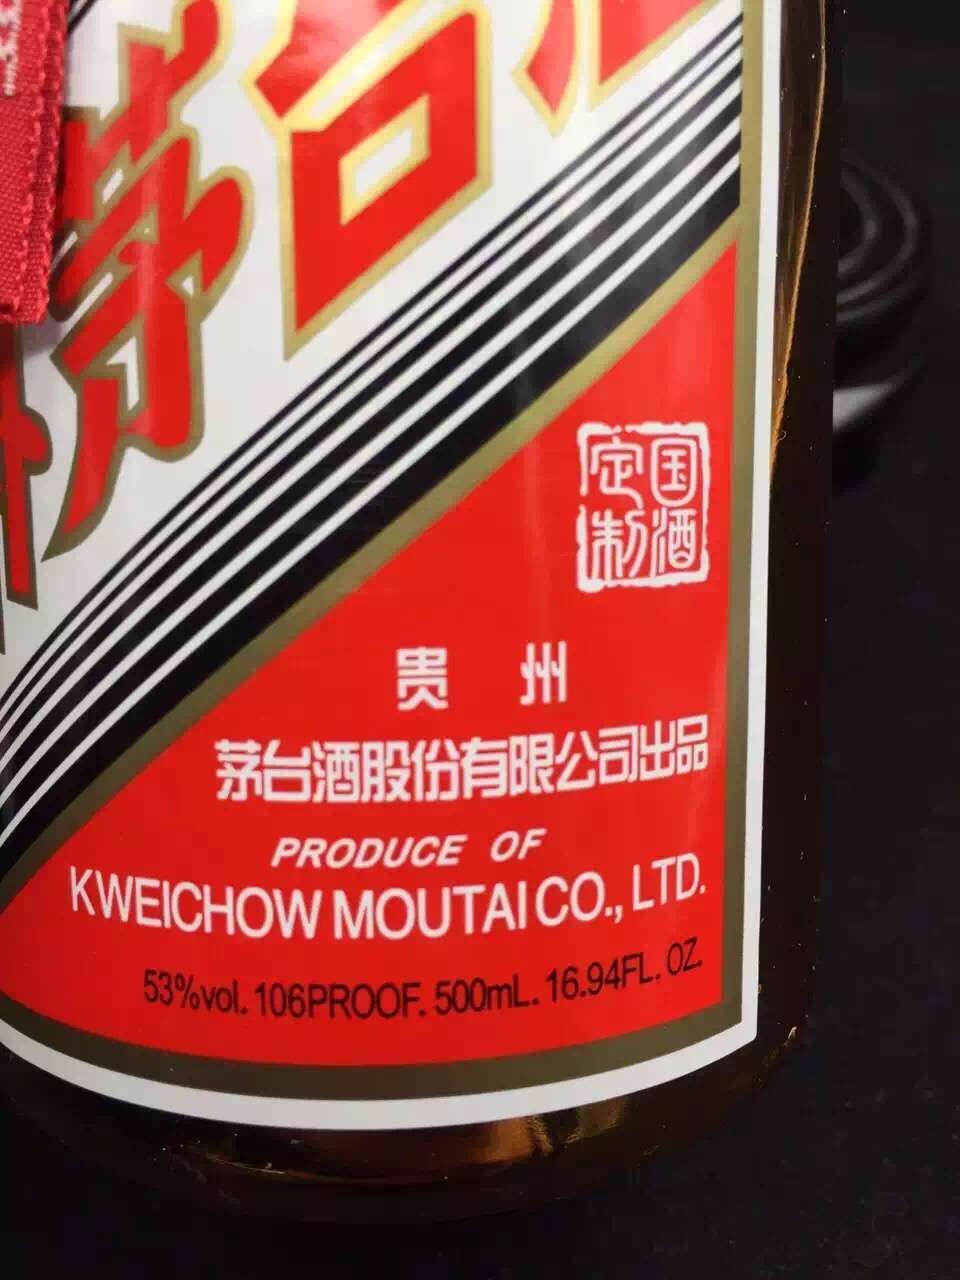 茅台
国酒
定制
贵 州
茅台酒股份有限公司出品
PRODUCE OF
KWEICHOW MOUTAI CO., LTD.
53%vol. 106PROOF. 500mL. 16.94FL. OZ.